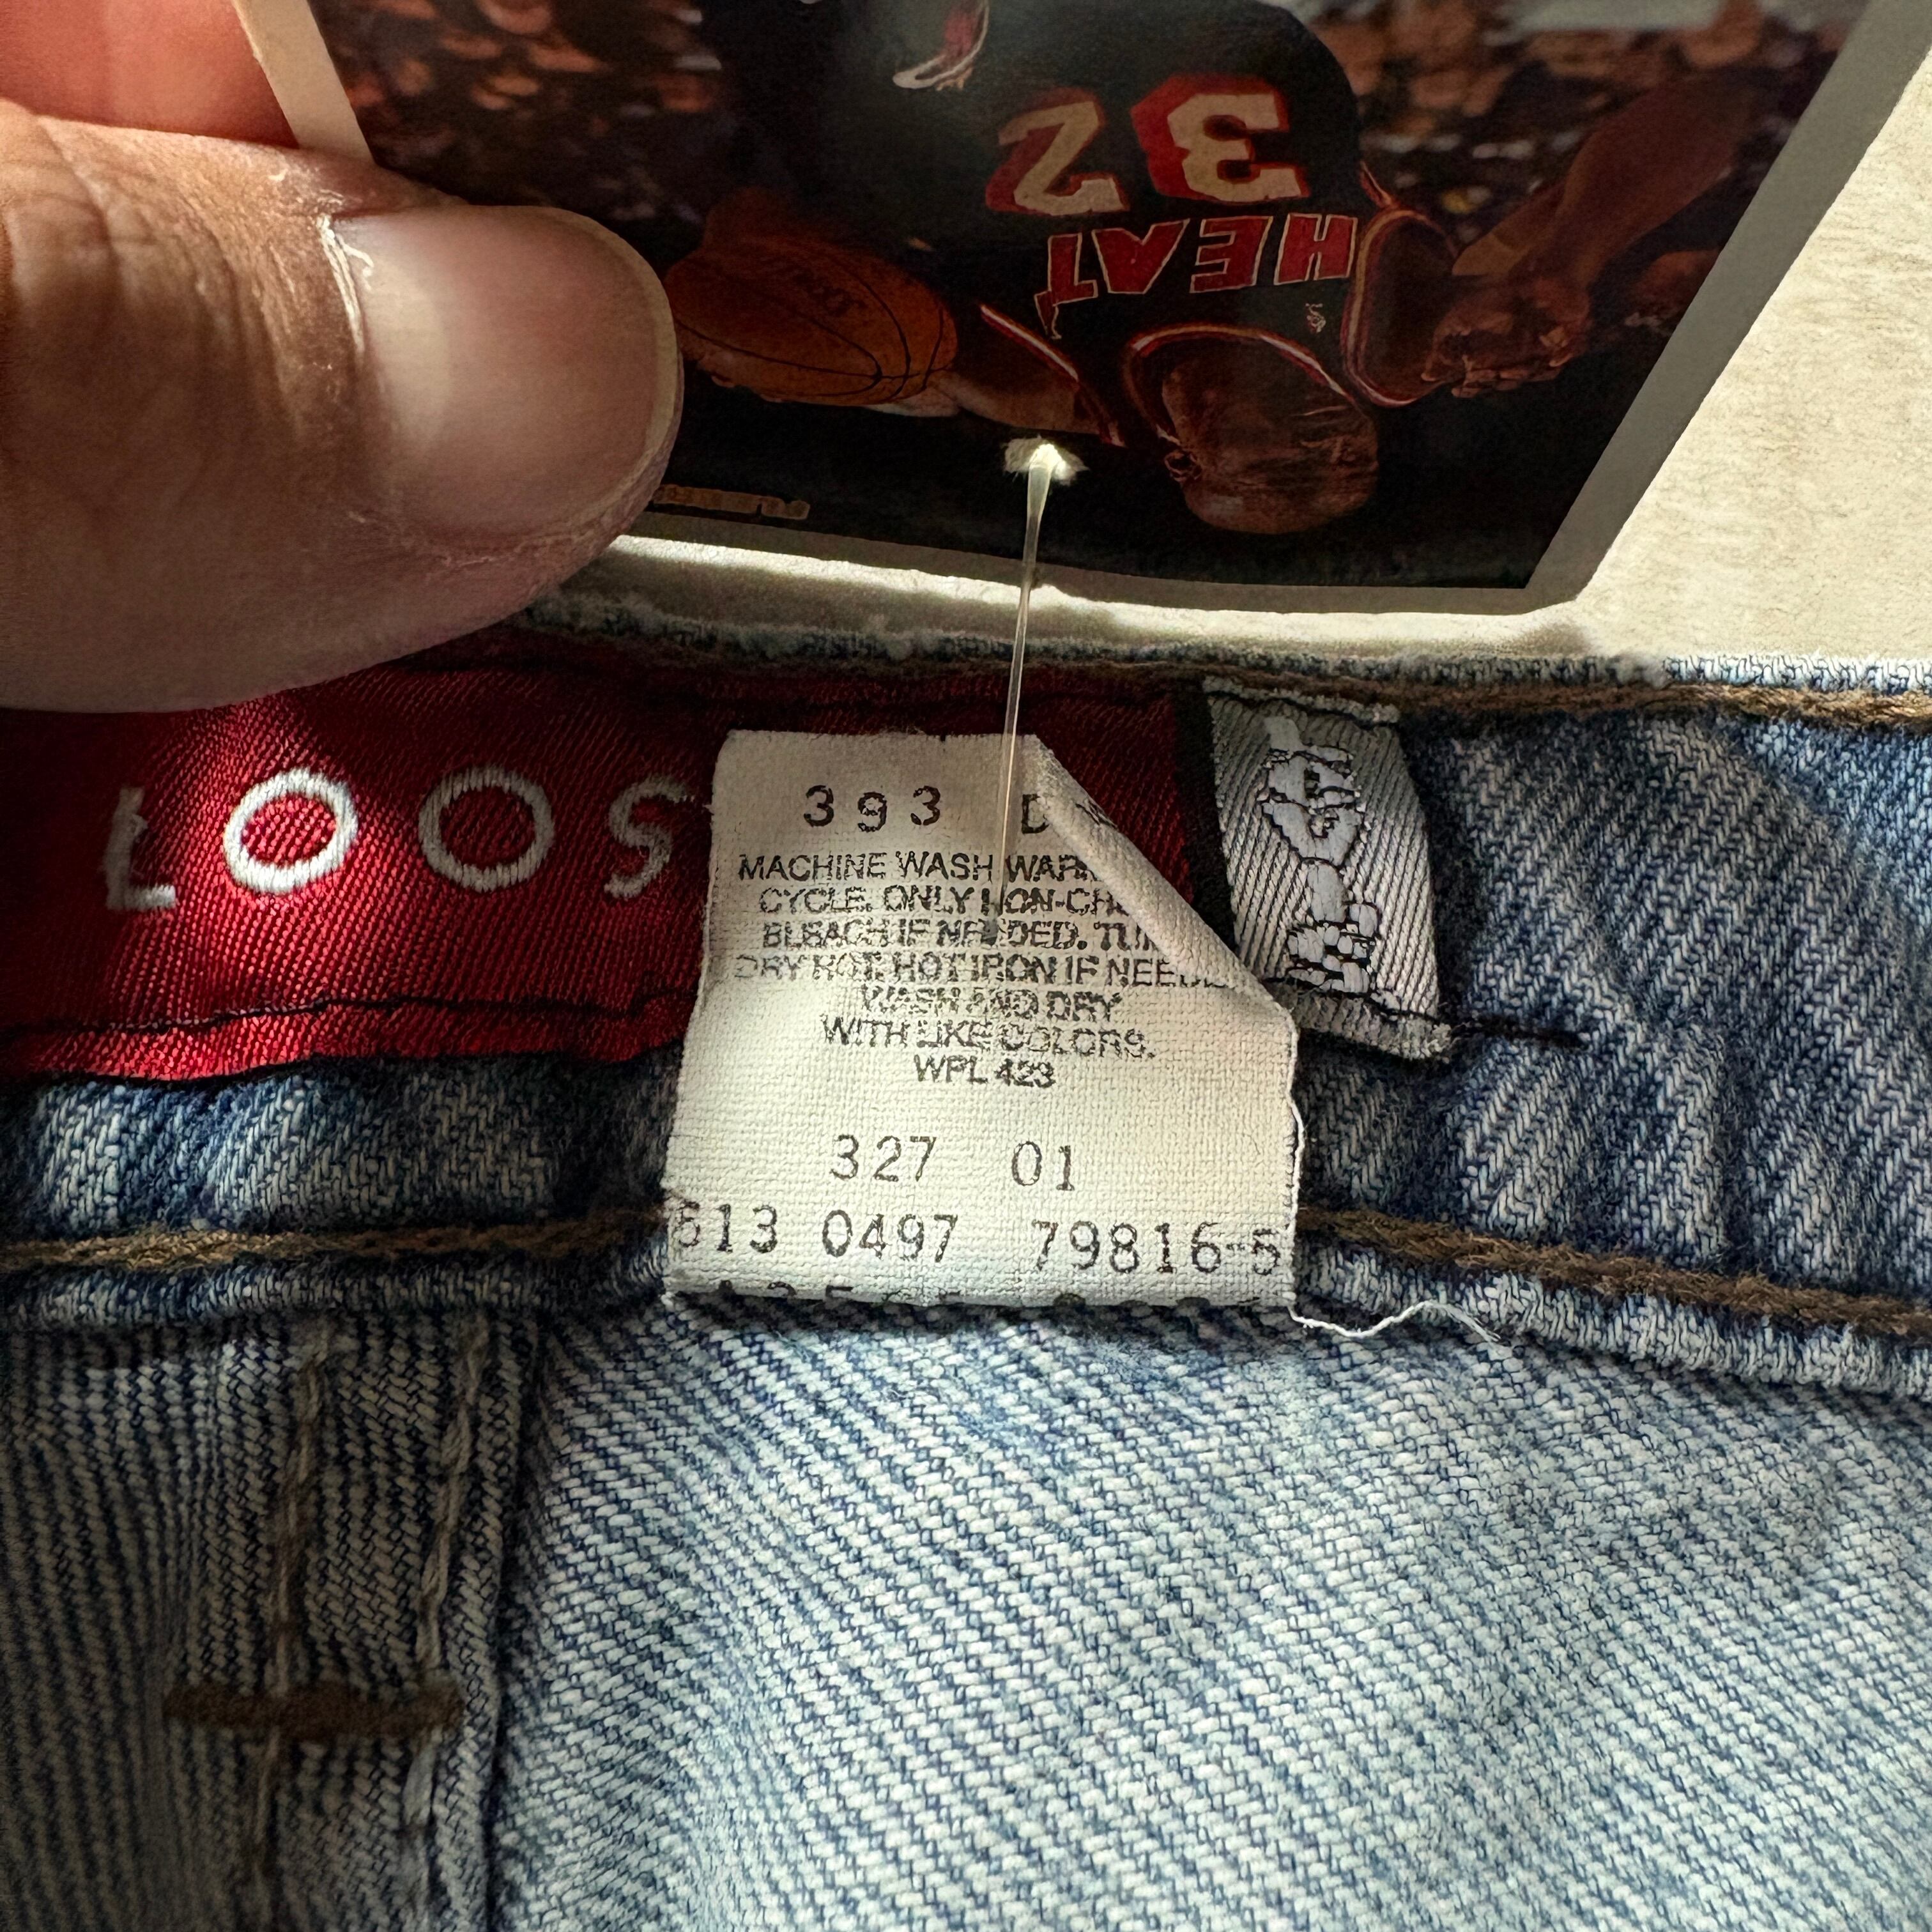 32
HEAT
LOOS
393 D
MACHINE WASH WAR
CYCLE. ONLY NON-CH
BLEACH IF NEEDED. TU
DRY HOT. HOT IRON IF NEED
WASH AND DRY
WITH LIKE COLORS.
WPL 423
327 01
513 0497 79816-5